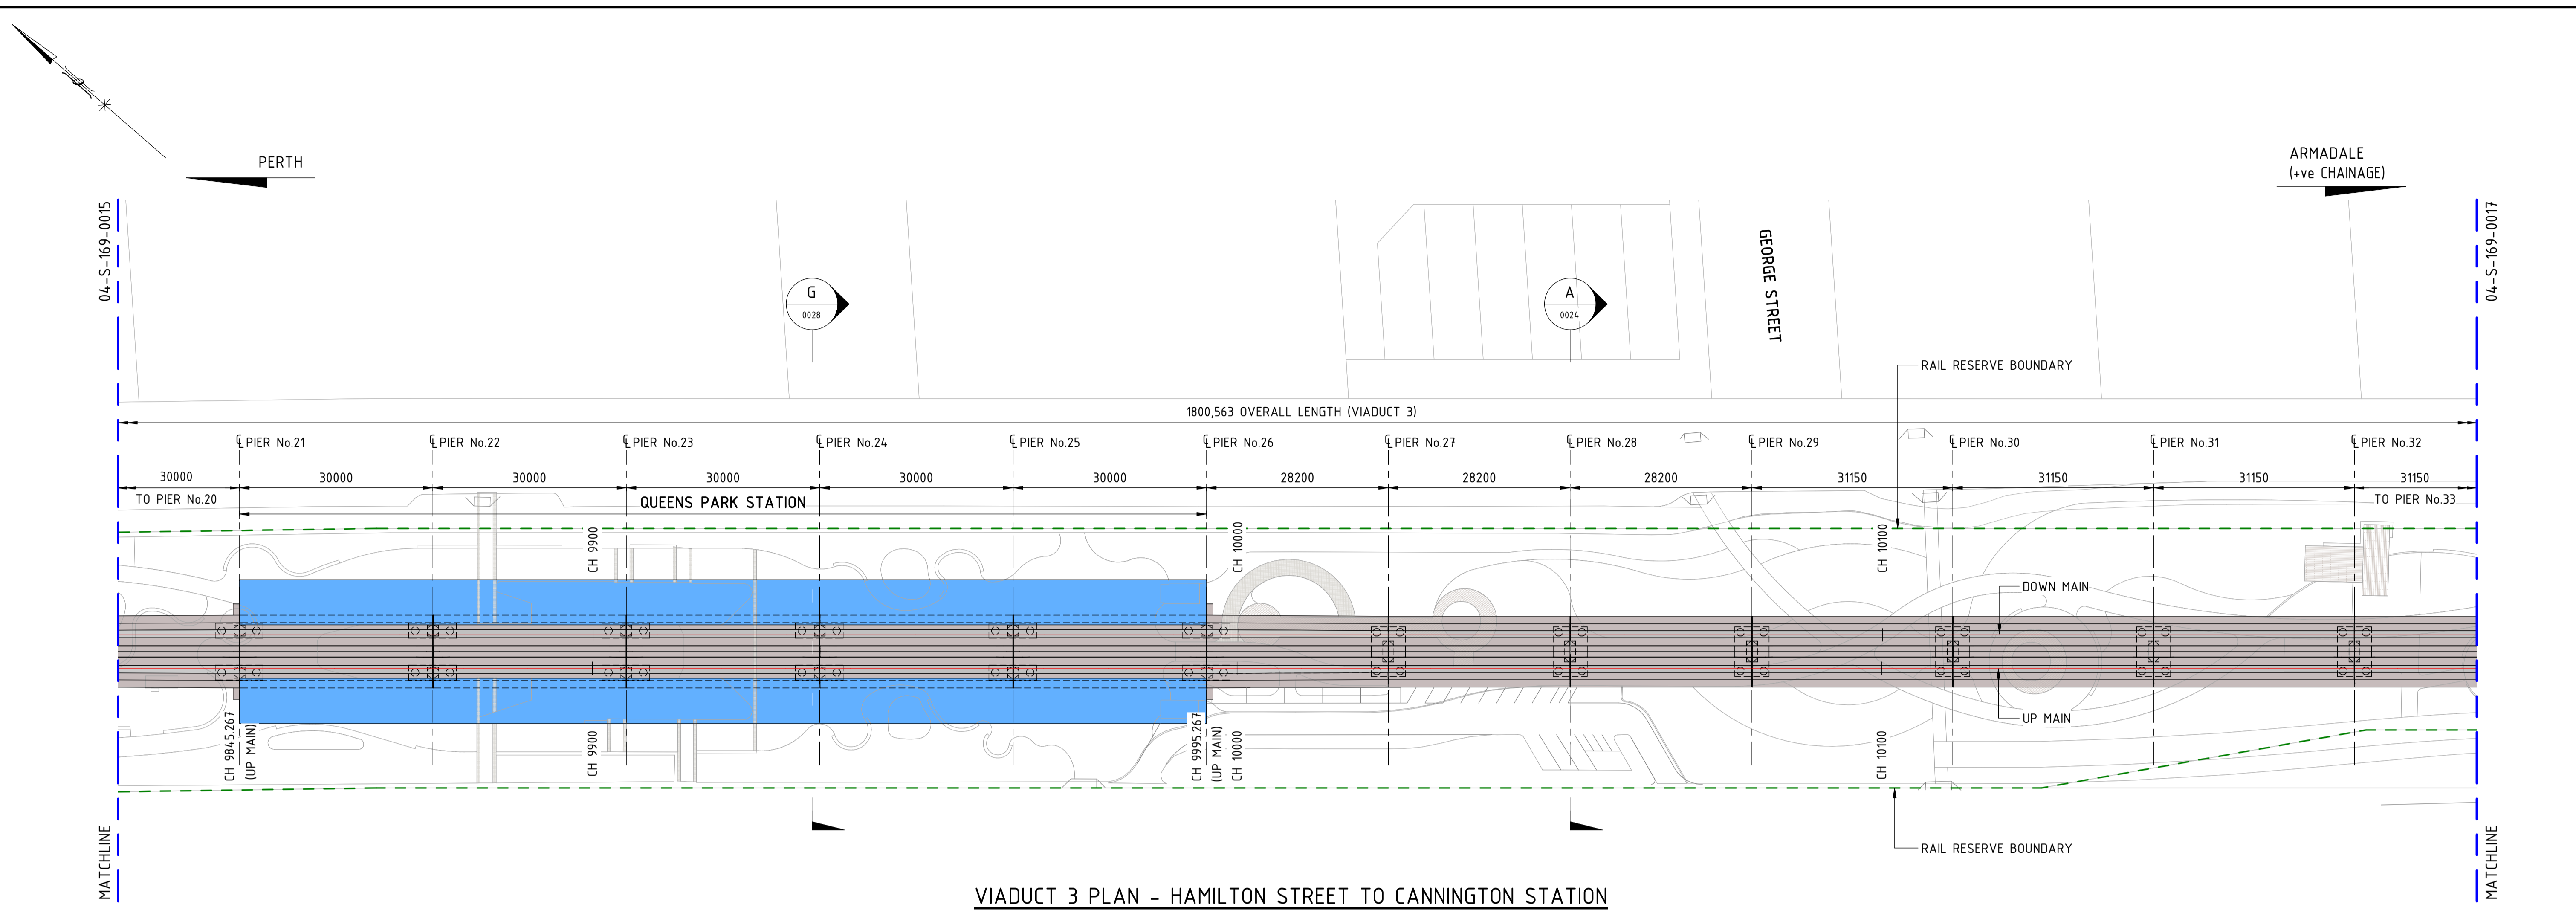 PERTH
ARMADALE
(+ve CHAINAGE)
04-S-169-0015
04-S-169-0017
G
0028
A
0024
GEORGE STREET
RAIL RESERVE BOUNDARY
1800,563 OVERALL LENGTH (VIADUCT 3)
℄ PIER No.21
℄ PIER No.22
℄ PIER No.23
℄ PIER No.24
℄ PIER No.25
℄ PIER No.26
℄ PIER No.27
℄ PIER No.28
℄ PIER No.29
℄ PIER No.30
℄ PIER No.31
℄ PIER No.32
30000
30000
30000
30000
30000
30000
28200
28200
28200
31150
31150
31150
31150
TO PIER No.20
QUEENS PARK STATION
TO PIER No.33
CH 9900
CH 10000
CH 10100
DOWN MAIN
UP MAIN
CH 9845.267
(UP MAIN)
CH 9900
CH 9995.267
(UP MAIN)
CH 10000
CH 10100
RAIL RESERVE BOUNDARY
MATCHLINE
MATCHLINE
VIADUCT 3 PLAN - HAMILTON STREET TO CANNINGTON STATION